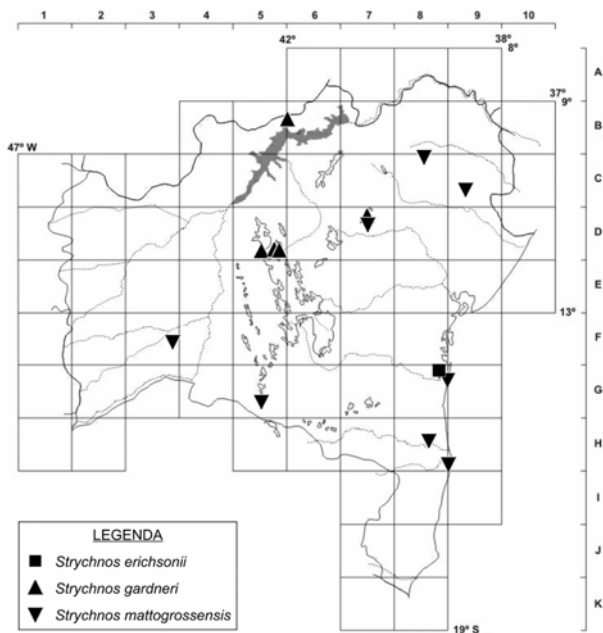 1 2 3 4 5 6 7 8 9 10
42° 38°
8°
A
37°
9°
B
47° W
C
D
E
13°
F
G
H
I
J
K
19° S
LEGENDA
Strychnos erichsonii
Strychnos gardneri
Strychnos mattogrossensis